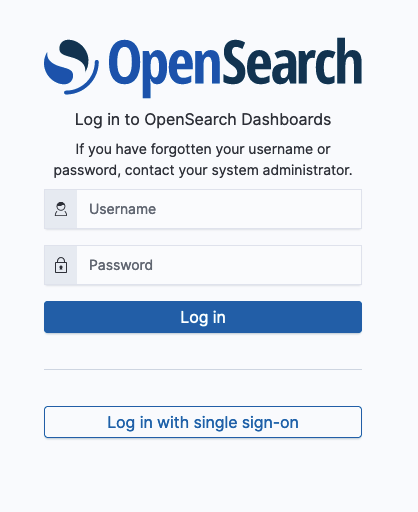 OpenSearch
Log in to OpenSearch Dashboards
If you have forgotten your username or
password, contact your system administrator.
Username
Password
Log in
Log in with single sign-on